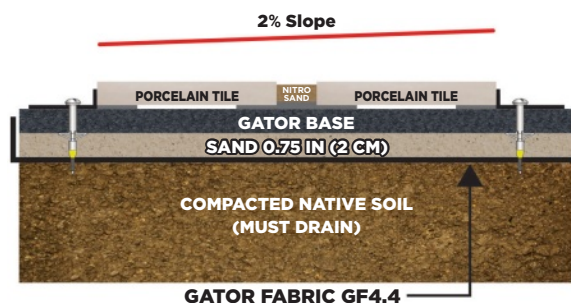 2% Slope
PORCELAIN TILE
NITRO
SAND
PORCELAIN TILE
GATOR BASE
SAND 0.75 IN (2 CM)
COMPACTED NATIVE SOIL
(MUST DRAIN)
GATOR FABRIC GF4.4